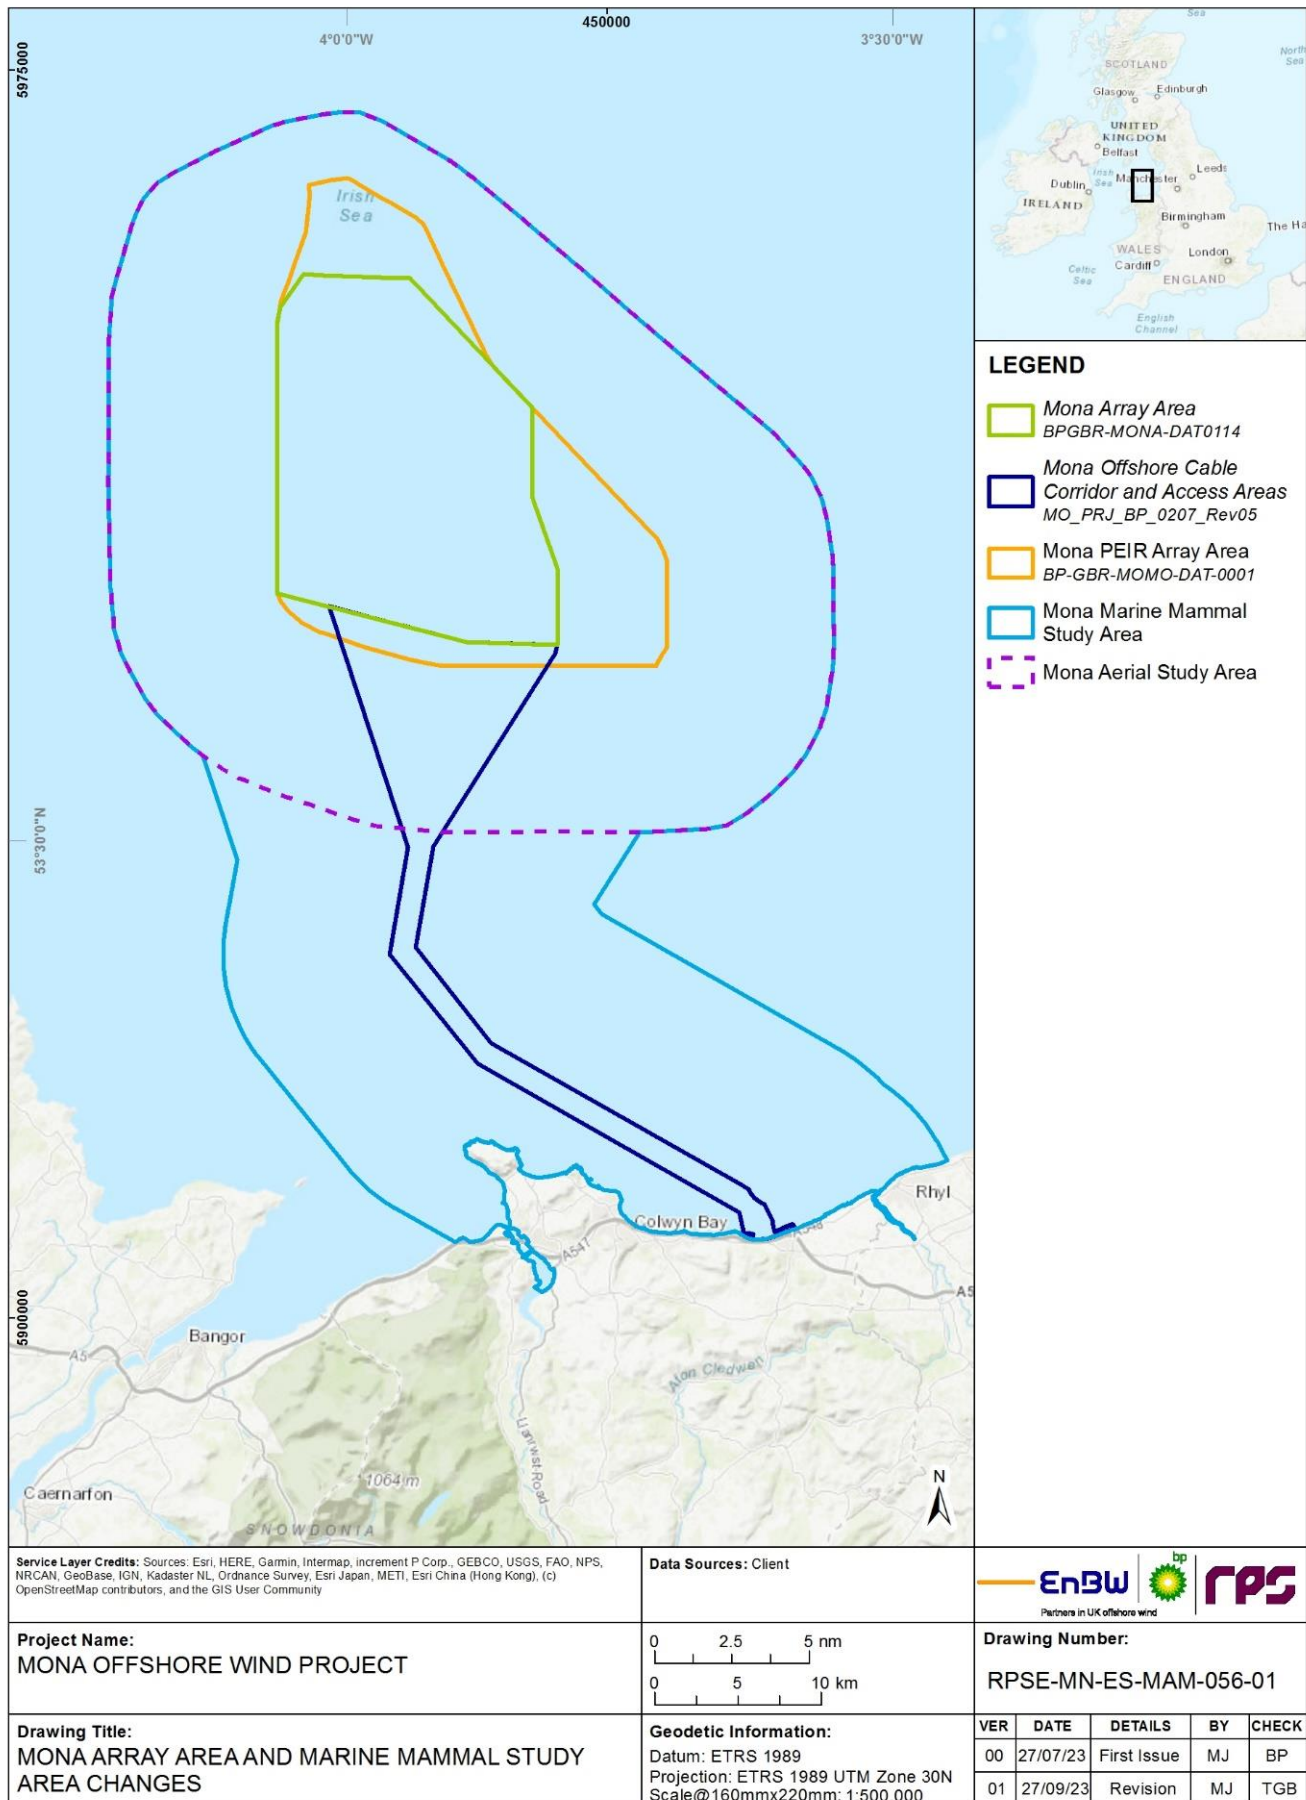 450000
4°0'0"W
3°30'0"W
5975000
53°30'0"N
5900000
Irish
Sea
Rhyl
Colwyn Bay
A548
A547
A5
Bangor
A5
Afon Cledwen
Llanrwst Road
1064 m
Caernarfon
SNOWDONIA
N
Sea
North
Sea
SCOTLAND
Glasgow
Edinburgh
UNITED
KINGDOM
Belfast
Irish
Sea
Manchester
Leeds
Dublin
IRELAND
Birmingham
The Ha
WALES
London
Cardiff
ENGLAND
Celtic
Sea
English
Channel
LEGEND
Mona Array Area
BPGBR-MONA-DAT0114
Mona Offshore Cable
Corridor and Access Areas
MO_PRJ_BP_0207_Rev05
Mona PEIR Array Area
BP-GBR-MOMO-DAT-0001
Mona Marine Mammal
Study Area
Mona Aerial Study Area
Service Layer Credits: Sources: Esri, HERE, Garmin, Intermap, increment P Corp., GEBCO, USGS, FAO, NPS,
NRCAN, GeoBase, IGN, Kadaster NL, Ordnance Survey, Esri Japan, METI, Esri China (Hong Kong), (c)
OpenStreetMap contributors, and the GIS User Community
Data Sources: Client
EnBW
bp
rps
Partners in UK offshore wind
Project Name:
MONA OFFSHORE WIND PROJECT
0 2.5 5 nm
0 5 10 km
Drawing Number:
RPSE-MN-ES-MAM-056-01
Drawing Title:
MONA ARRAY AREA AND MARINE MAMMAL STUDY
AREA CHANGES
Geodetic Information:
Datum: ETRS 1989
Projection: ETRS 1989 UTM Zone 30N
Scale@160mmx220mm: 1:500 000
VER DATE DETAILS BY CHECK
00 27/07/23 First Issue MJ BP
01 27/09/23 Revision MJ TGB